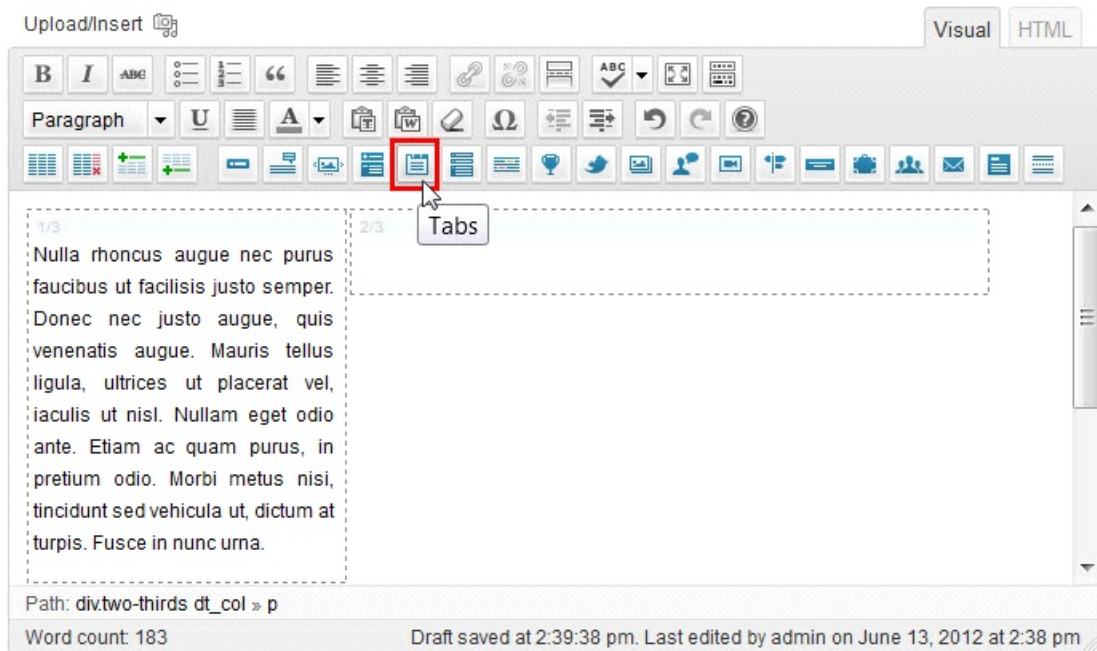 Upload/Insert
Visual HTML
B I ABC ABC
Paragraph U A T W Ω
Tabs
1/3 2/3
Nulla rhoncus augue nec purus
faucibus ut facilisis justo semper.
Donec nec justo augue, quis
venenatis augue. Mauris tellus
ligula, ultrices ut placerat vel,
iaculis ut nisl. Nullam eget odio
ante. Etiam ac quam purus, in
pretium odio. Morbi metus nisi,
tincidunt sed vehicula ut, dictum at
turpis. Fusce in nunc urna.
Path: div.two-thirds dt_col » p
Word count: 183 Draft saved at 2:39:38 pm. Last edited by admin on June 13, 2012 at 2:38 pm